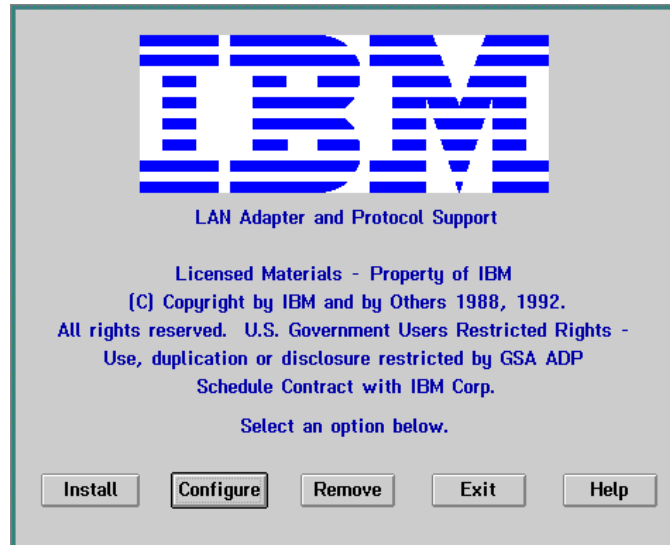 IBM
LAN Adapter and Protocol Support
Licensed Materials - Property of IBM
(C) Copyright by IBM and by Others 1988, 1992.
All rights reserved. U.S. Government Users Restricted Rights -
Use, duplication or disclosure restricted by GSA ADP
Schedule Contract with IBM Corp.
Select an option below.
Install Configure Remove Exit Help